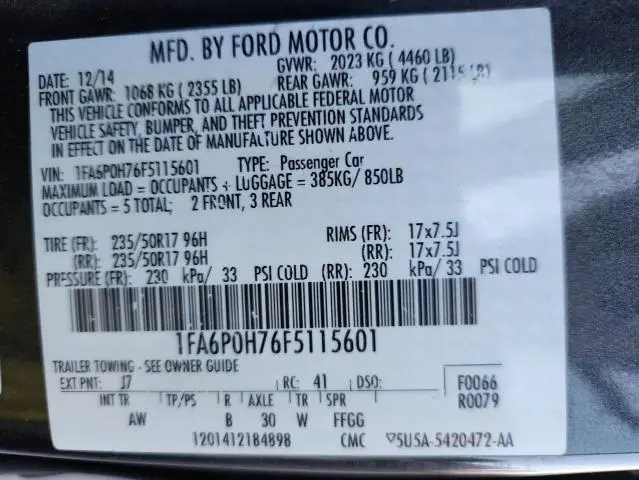 MFD. BY FORD MOTOR CO.
DATE: 12/14 GVWR: 2023 KG (4460 LB)
FRONT GAWR: 1068 KG (2355 LB) REAR GAWR: 959 KG (2115 LB)
THIS VEHICLE CONFORMS TO ALL APPLICABLE FEDERAL MOTOR
VEHICLE SAFETY, BUMPER, AND THEFT PREVENTION STANDARDS
IN EFFECT ON THE DATE OF MANUFACTURE SHOWN ABOVE.
VIN: 1FA6P0H76F5115601 TYPE: Passenger Car
MAXIMUM LOAD = OCCUPANTS + LUGGAGE = 385KG/ 850LB
OCCUPANTS = 5 TOTAL; 2 FRONT, 3 REAR
TIRE (FR): 235/50R17 96H RIMS (FR): 17x7.5J
(RR): 235/50R17 96H (RR): 17x7.5J
PRESSURE (FR): 230 kPa/ 33 PSI COLD (RR): 230 kPa/ 33 PSI COLD
1FA6P0H76F5115601
TRAILER TOWING - SEE OWNER GUIDE
EXT PNT: J7 RC: 41 DSO: F0066
INT TR TP/PS R AXLE TR SPR R0079
AW B 30 W FFGG
1201412184898 CMC ▽5U5A-5420472-AA